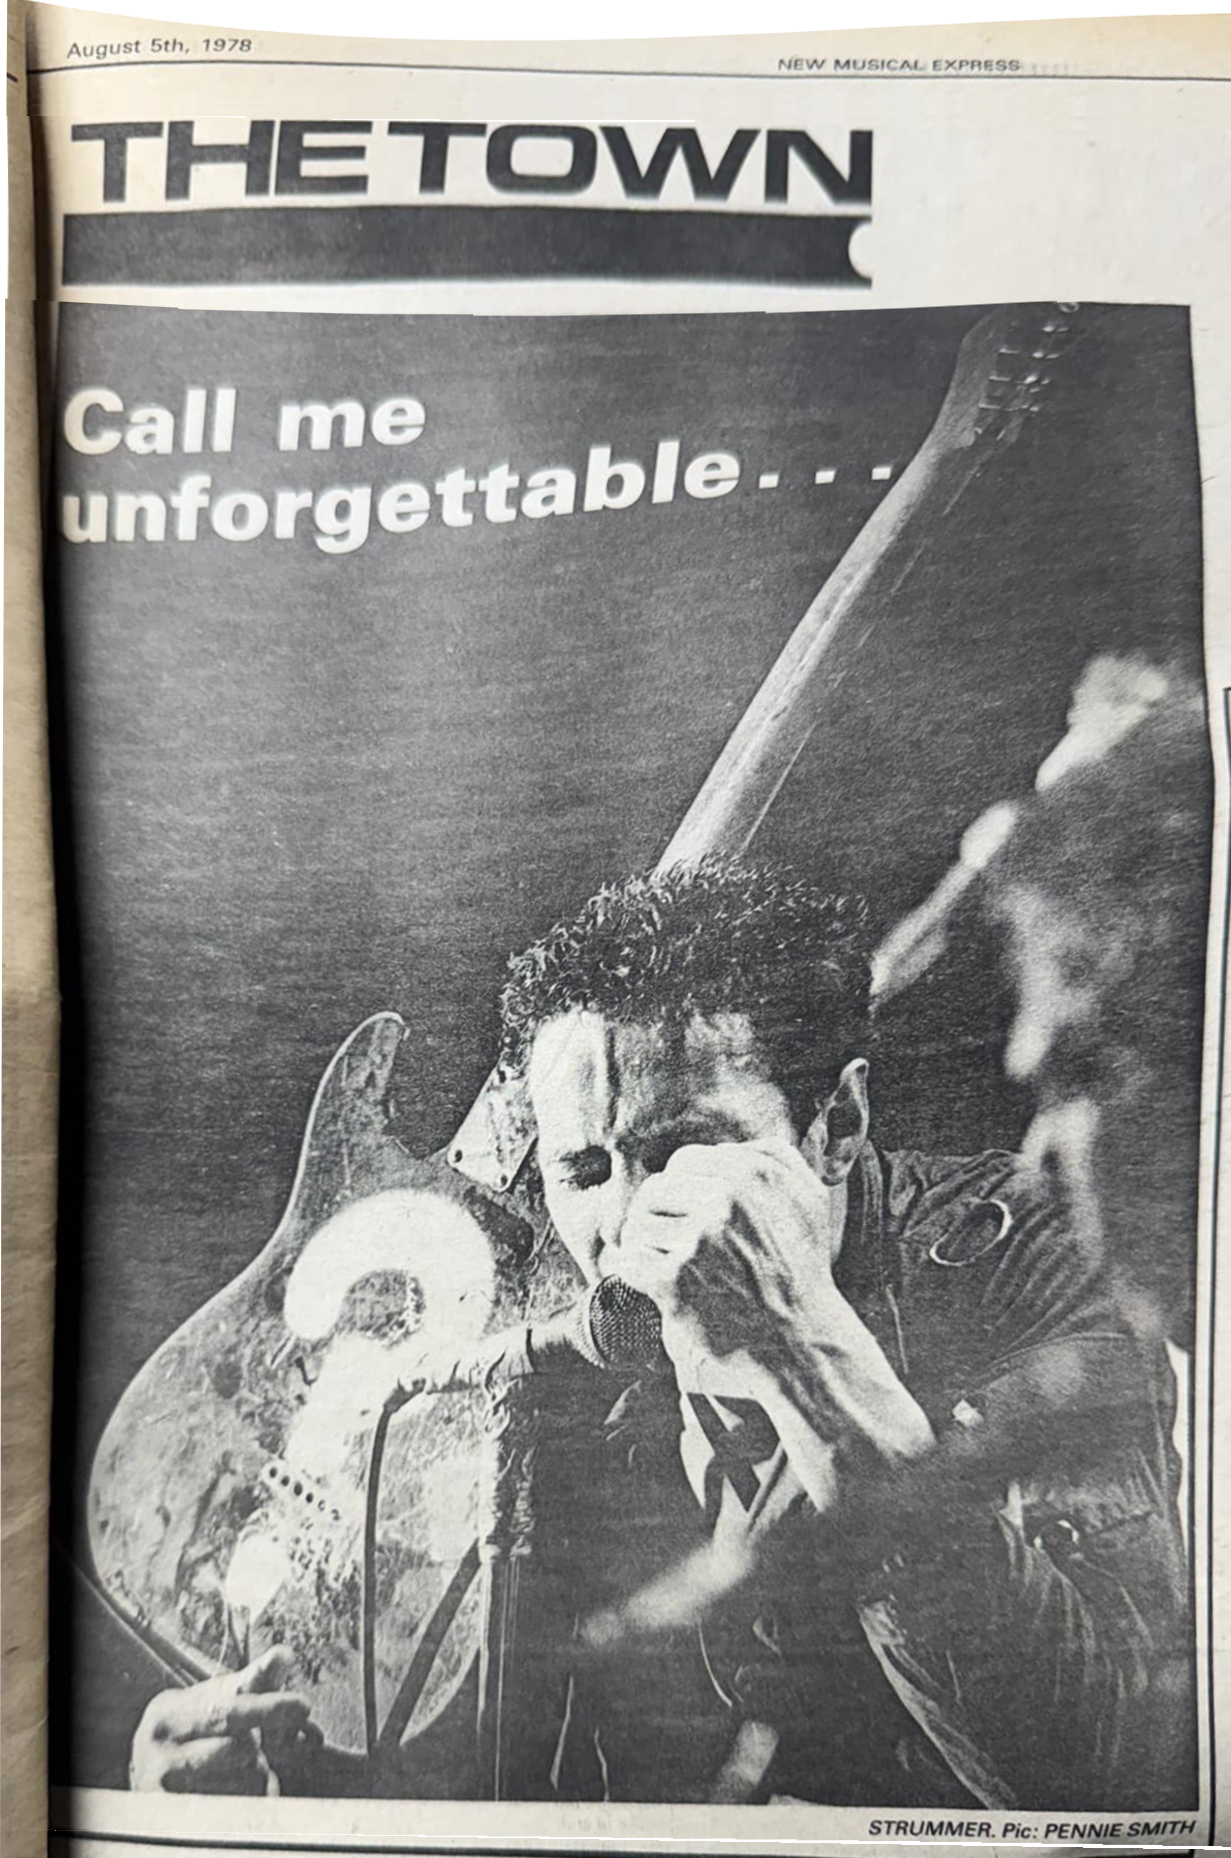 August 5th, 1978
NEW MUSICAL EXPRESS
THE TOWN
Call me
unforgettable. . .
STRUMMER. Pic: PENNIE SMITH